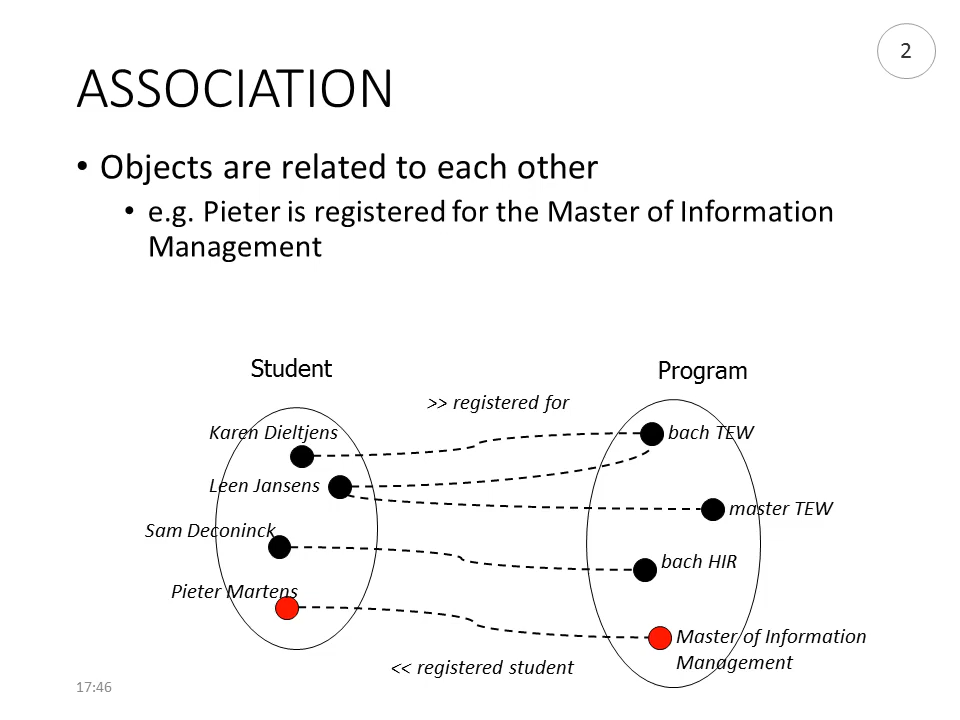 2
ASSOCIATION
• Objects are related to each other
• e.g. Pieter is registered for the Master of Information
Management
Student
Program
>> registered for
Karen Dieltjens
bach TEW
Leen Jansens
master TEW
Sam Deconinck
bach HIR
Pieter Martens
Master of Information
Management
<< registered student
17:46